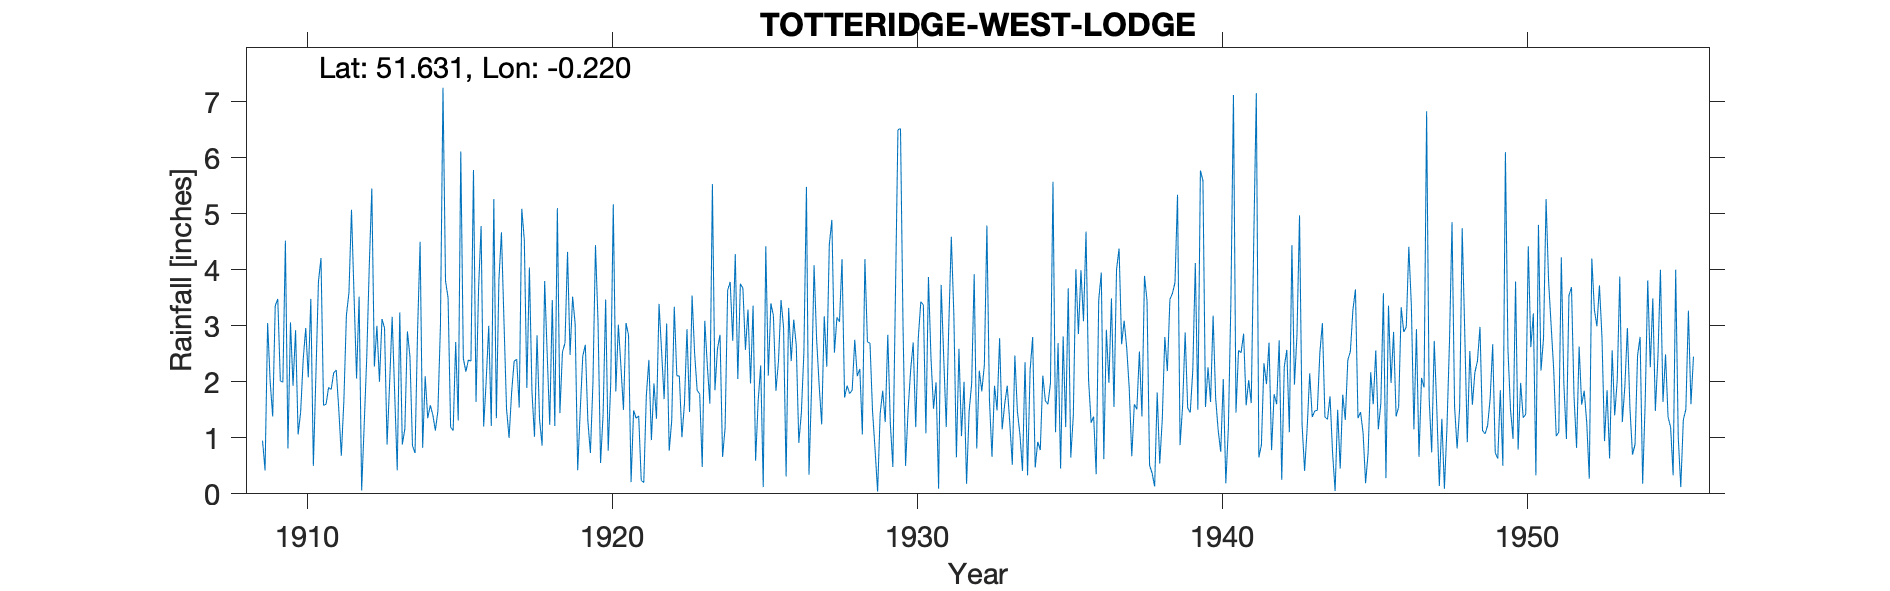 TOTTERIDGE-WEST-LODGE
Lat: 51.631, Lon: -0.220
7
6
5
4
3
2
1
0
Rainfall [inches]
1910 1920 1930 1940 1950
Year